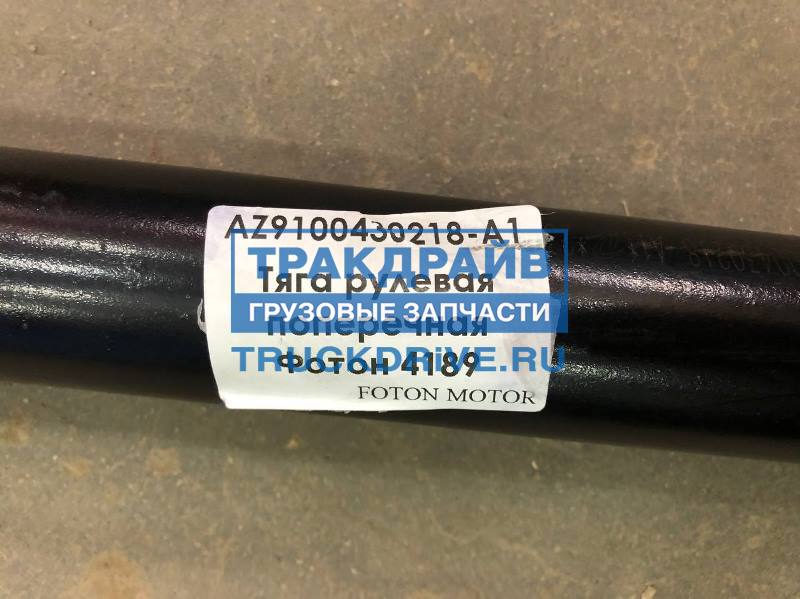 AZ9100430218-A1
ТРАКДРАЙВ
Тяга рулевая
ГРУЗОВЫЕ ЗАПЧАСТИ
поперечная
TRUCKDRIVE.RU
Фотон 4189
FOTON MOTOR